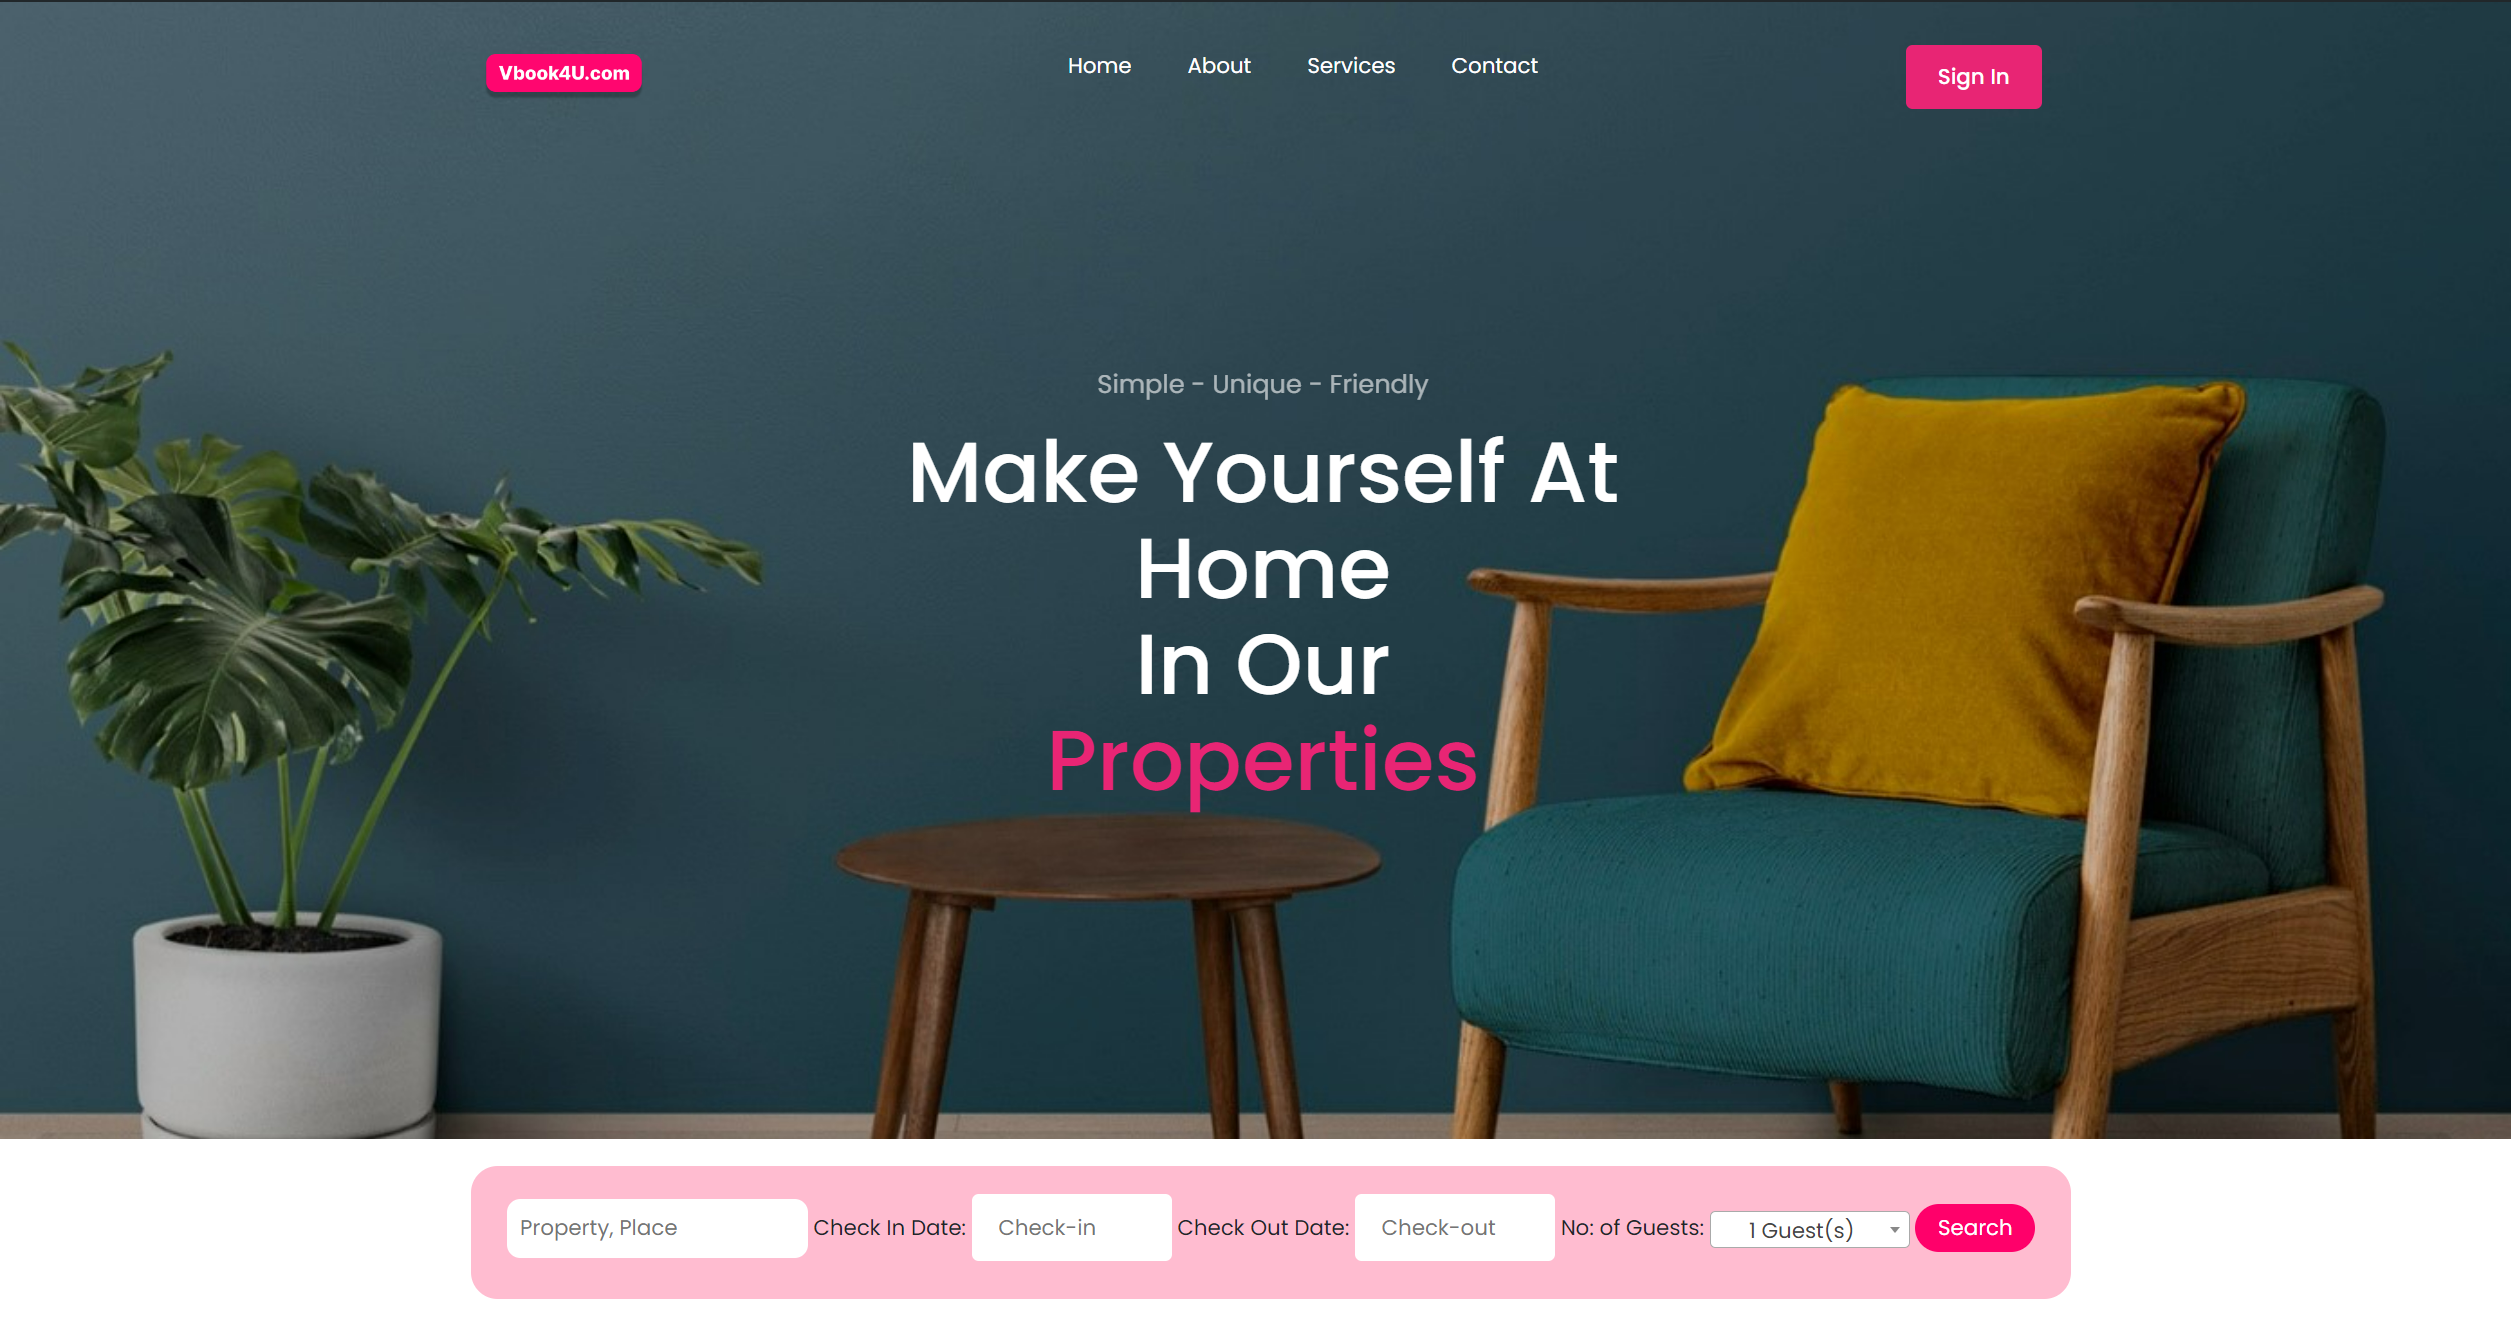 Vbook4U.com
Home About Services Contact
Sign In
Simple - Unique - Friendly
Make Yourself At
Home
In Our
Properties
Property, Place Check In Date: Check-in Check Out Date: Check-out No: of Guests: 1 Guest(s) Search